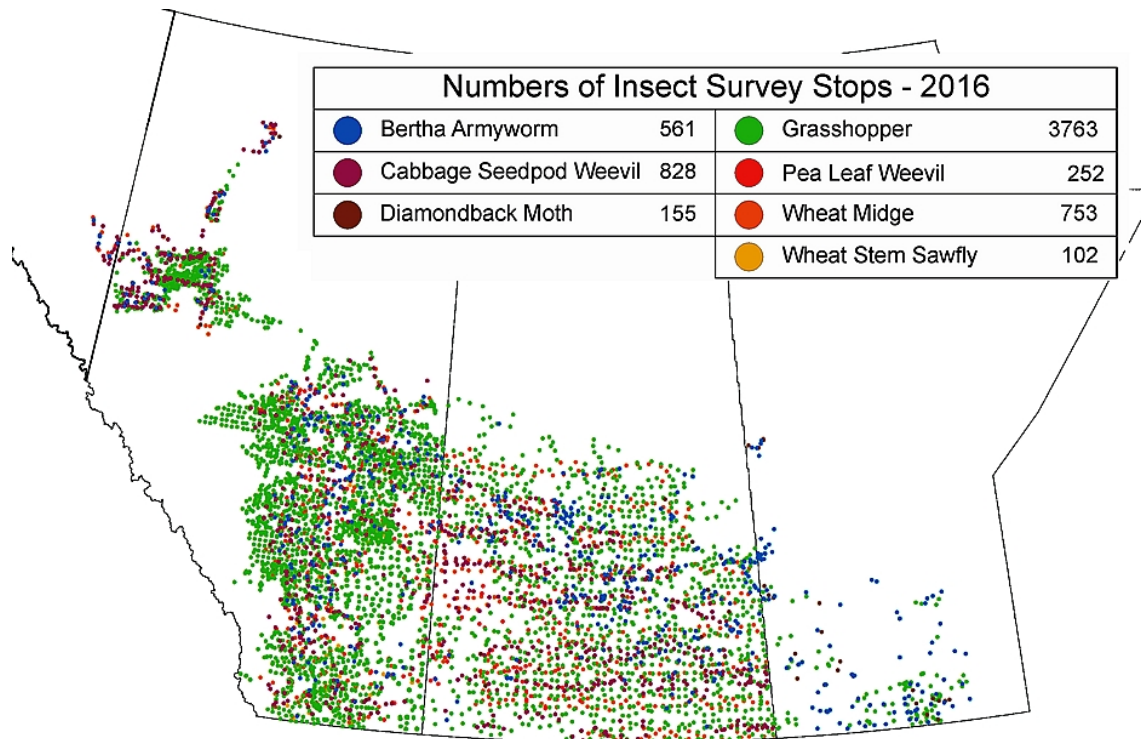 Numbers of Insect Survey Stops - 2016
Bertha Armyworm 561
Grasshopper 3763
Cabbage Seedpod Weevil 828
Pea Leaf Weevil 252
Diamondback Moth 155
Wheat Midge 753
Wheat Stem Sawfly 102